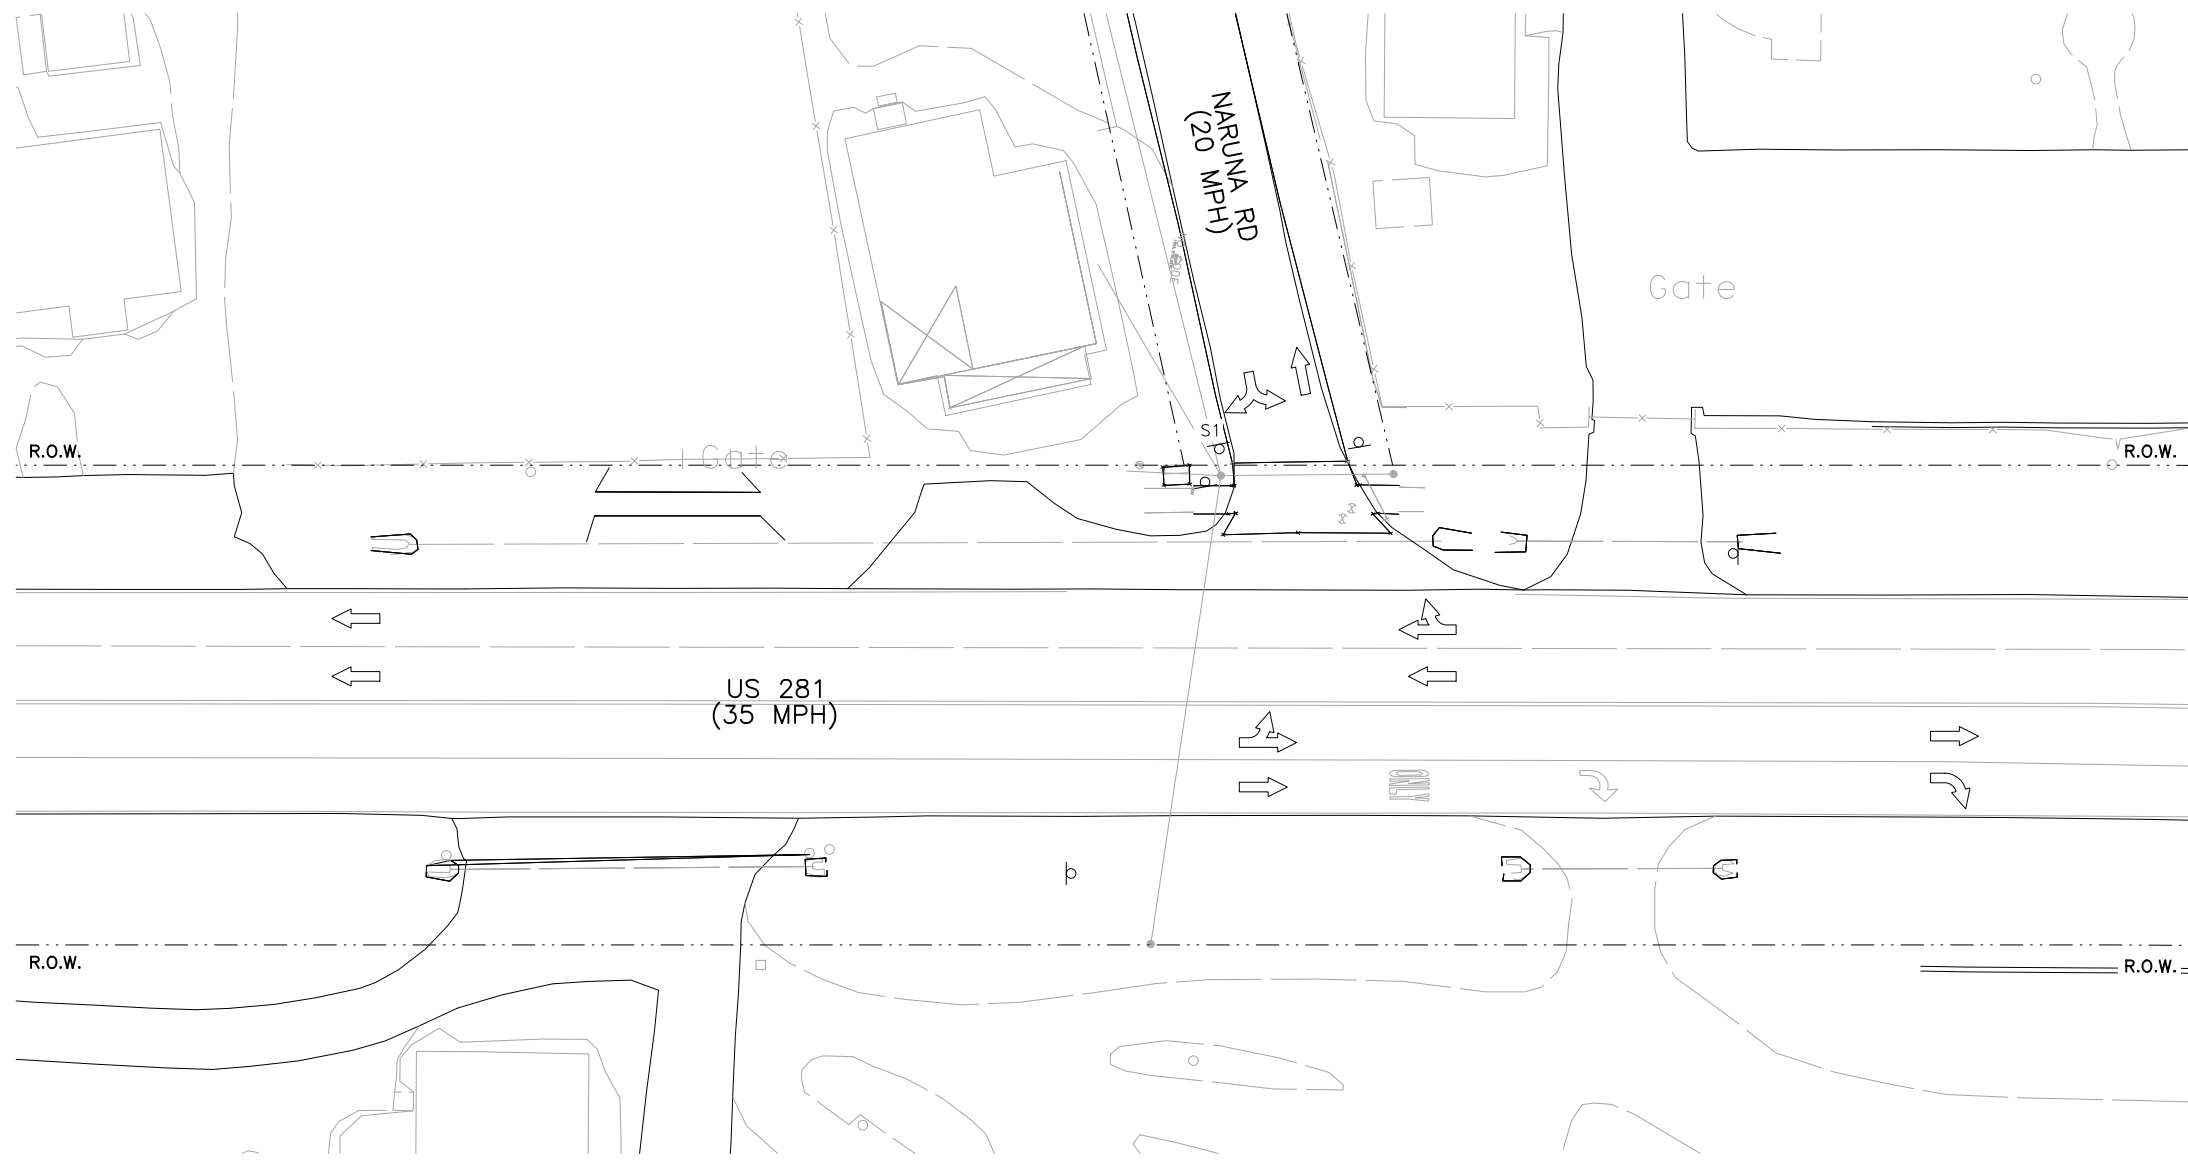 NARUNA RD
(20 MPH)
Gate
S1
R.O.W.
Gate
R.O.W.
US 281
(35 MPH)
ONLY
R.O.W.
R.O.W.